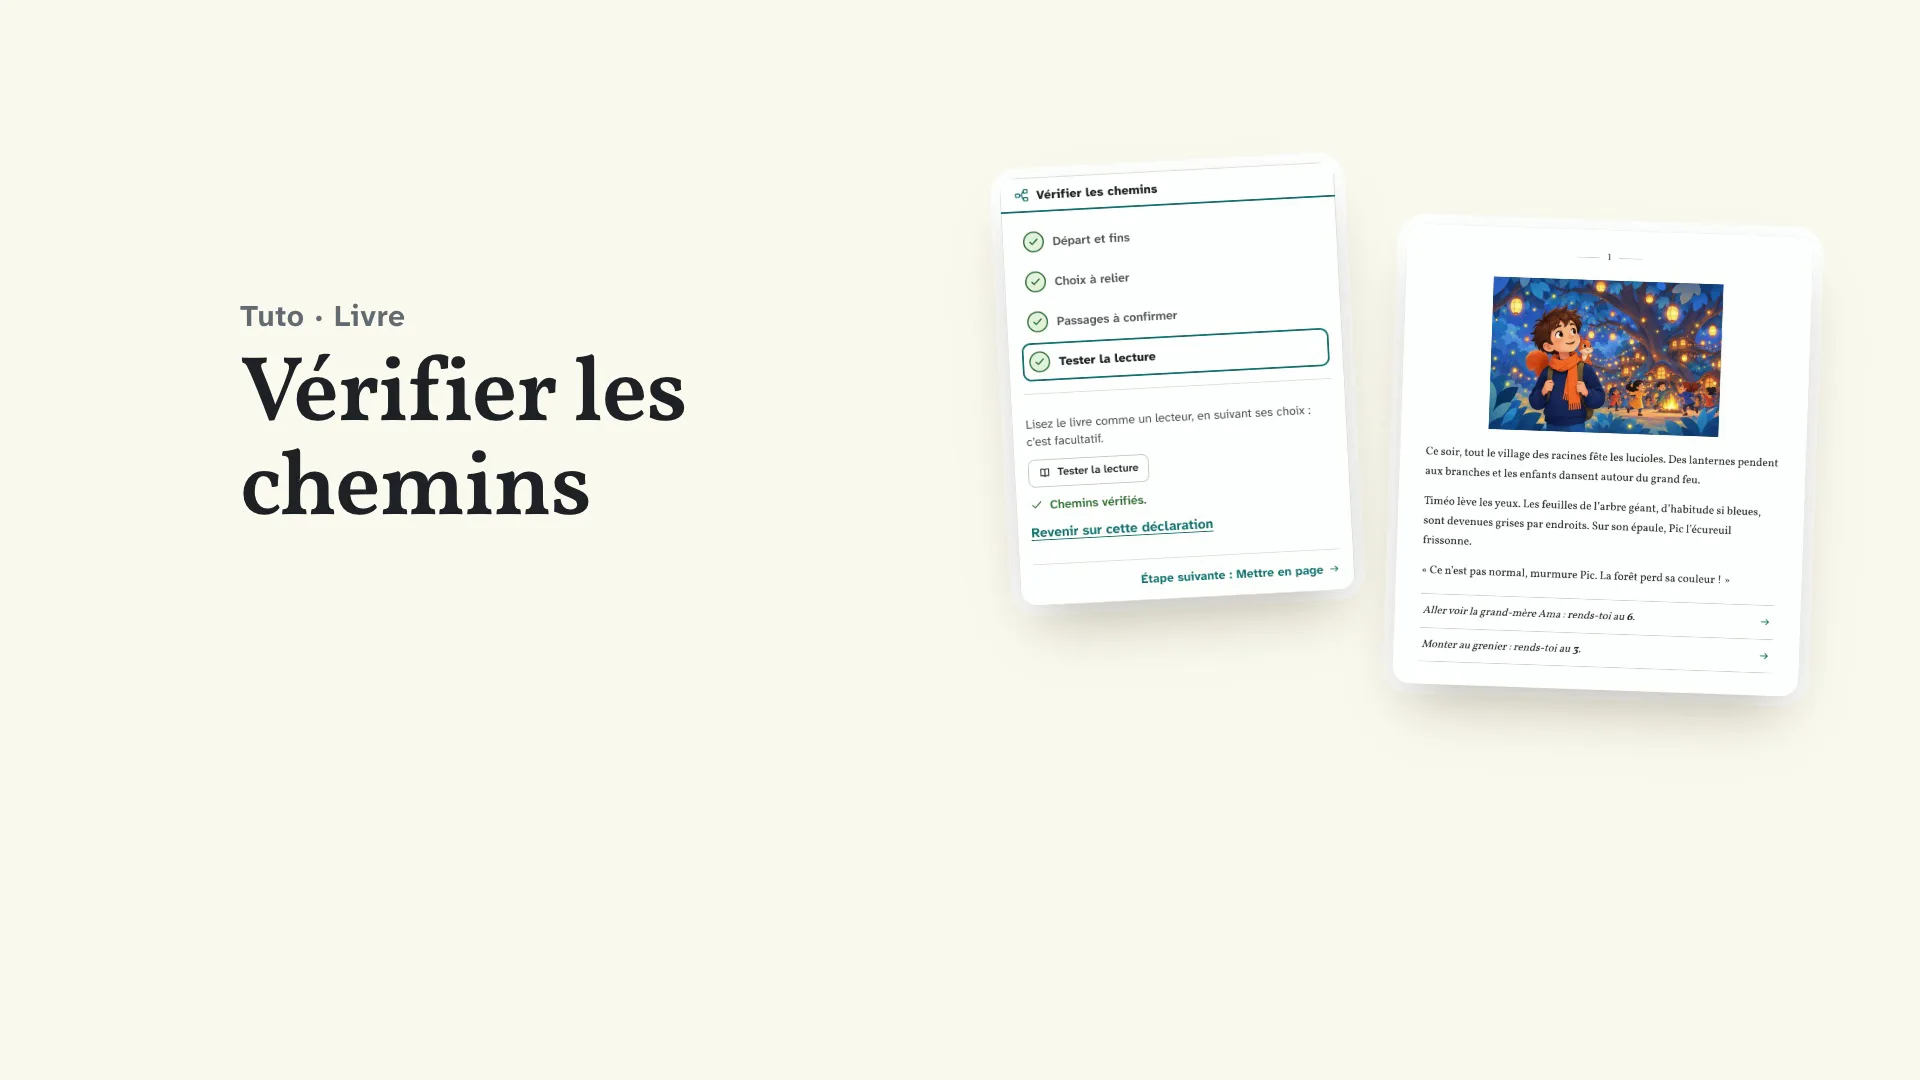 Tuto · Livre
Vérifier les
chemins
Vérifier les chemins
Départ et fins
Choix à relier
Passages à confirmer
Tester la lecture
Lisez le livre comme un lecteur, en suivant ses choix :
c'est facultatif.
Tester la lecture
Chemins vérifiés.
Revenir sur cette déclaration
Étape suivante : Mettre en page →
1
Ce soir, tout le village des racines fête les lucioles. Des lanternes pendent
aux branches et les enfants dansent autour du grand feu.
Timéo lève les yeux. Les feuilles de l'arbre géant, d'habitude si bleues,
sont devenues grises par endroits. Sur son épaule, Pic l'écureuil
frissonne.
« Ce n'est pas normal, murmure Pic. La forêt perd sa couleur ! »
Aller voir la grand-mère Ama : rends-toi au 6. →
Monter au grenier : rends-toi au 3. →